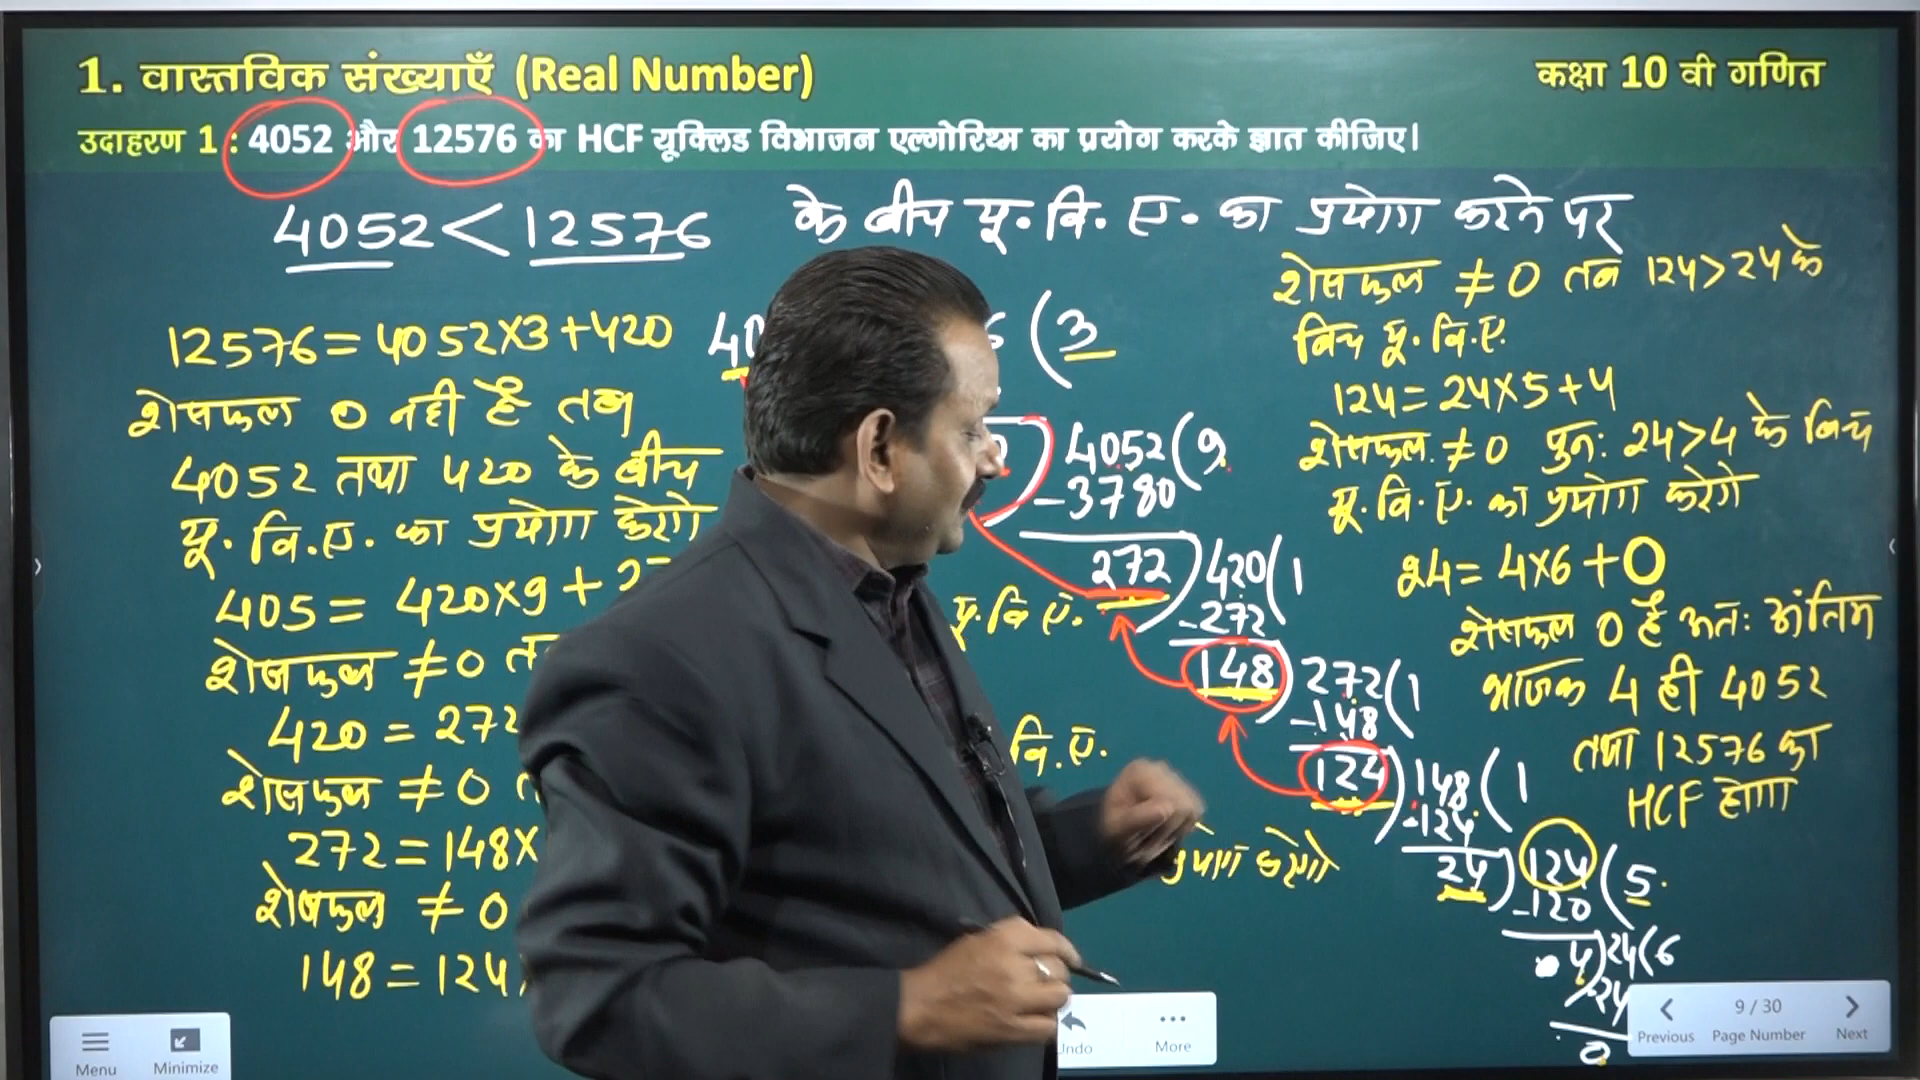 1. वास्तविक संख्याएँ (Real Number)
कक्षा 10 वी गणित
उदाहरण 1 : 4052 और 12576 का HCF यूक्लिड विभाजन एल्गोरिथ्म का प्रयोग करके ज्ञात कीजिए।
4052 < 12576 के बीच यू. वि. ए. का प्रयोग करने पर
12576 = 4052 x 3 + 420
शेषफल 0 नही है तब
4052 तथा 420 के बीच
यू. वि. ए. का प्रयोग करेगे
405 = 420 x 9 + 2
शेषफल ≠ 0
420 = 272
शेषफल ≠ 0
272 = 148 x
शेषफल ≠ 0
148 = 124
यू. वि. ए.
वि. ए.
करेगे
40
6 ( 3
) 4052 ( 9
- 3780
272 ) 420 ( 1
- 272
148 ) 272 ( 1
- 148
124 ) 148 ( 1
- 124
24 ) 124 ( 5
- 120
4 ) 24 ( 6
- 24
0
शेषफल ≠ 0 तब 124 > 24 के
बिच यू. वि. ए.
124 = 24 x 5 + 4
शेषफल ≠ 0 पुनः 24 > 4 के बिच
यू. वि. ए. का प्रयोग करेगे
24 = 4 x 6 + 0
शेषफल 0 है अतः अंतिम
भाजक 4 ही 4052
तथा 12576 का
HCF होगा
Menu
Minimize
Undo
More
Previous
9 / 30
Page Number
Next